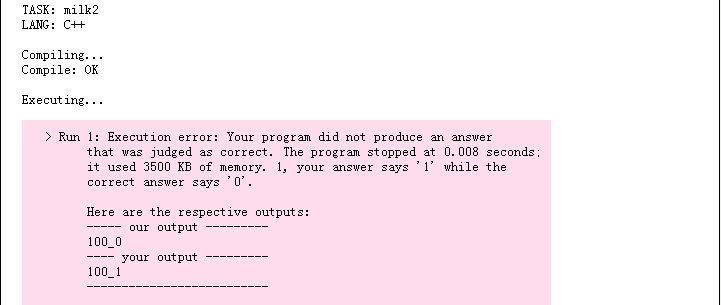 TASK: milk2
LANG: C++
Compiling...
Compile: OK
Executing...
> Run 1: Execution error: Your program did not produce an answer
that was judged as correct. The program stopped at 0.008 seconds;
it used 3500 KB of memory. 1, your answer says '1' while the
correct answer says '0'.
Here are the respective outputs:
----- our output ---------
100_0
---- your output ---------
100_1
--------------------------